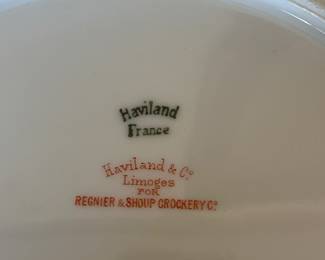 Haviland
France
Haviland & Co
Limoges
FOR
REGNIER & SHOUP CROCKERY Co